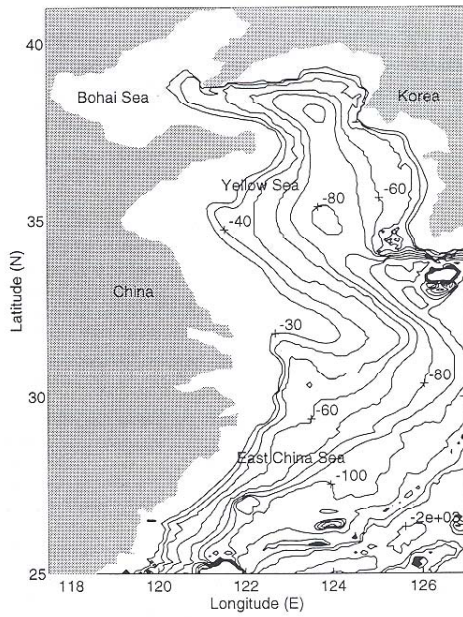 40
Bohai Sea
Korea
Yellow Sea
-60
-80
-40
35
Latitude (N)
China
-30
-80
30
-60
East China Sea
-100
-2e+03
25
118
120
122
124
126
Longitude (E)